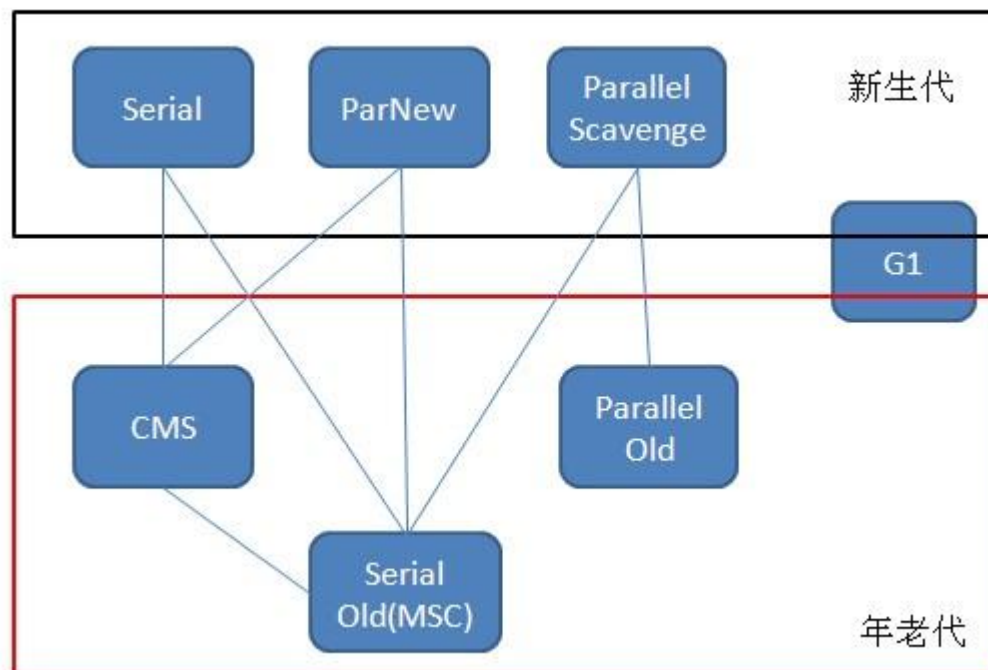 Serial
ParNew
Parallel
Scavenge
新生代
G1
CMS
Parallel
Old
Serial
Old(MSC)
年老代